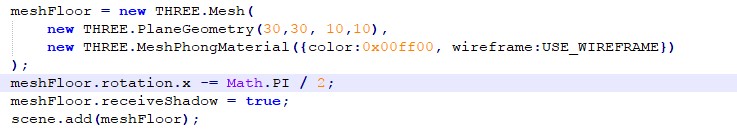 meshFloor = new THREE.Mesh(
    new THREE.PlaneGeometry(30,30, 10,10),
    new THREE.MeshPhongMaterial({color:0x00ff00, wireframe:USE_WIREFRAME})
);
meshFloor.rotation.x -= Math.PI / 2;
meshFloor.receiveShadow = true;
scene.add(meshFloor);